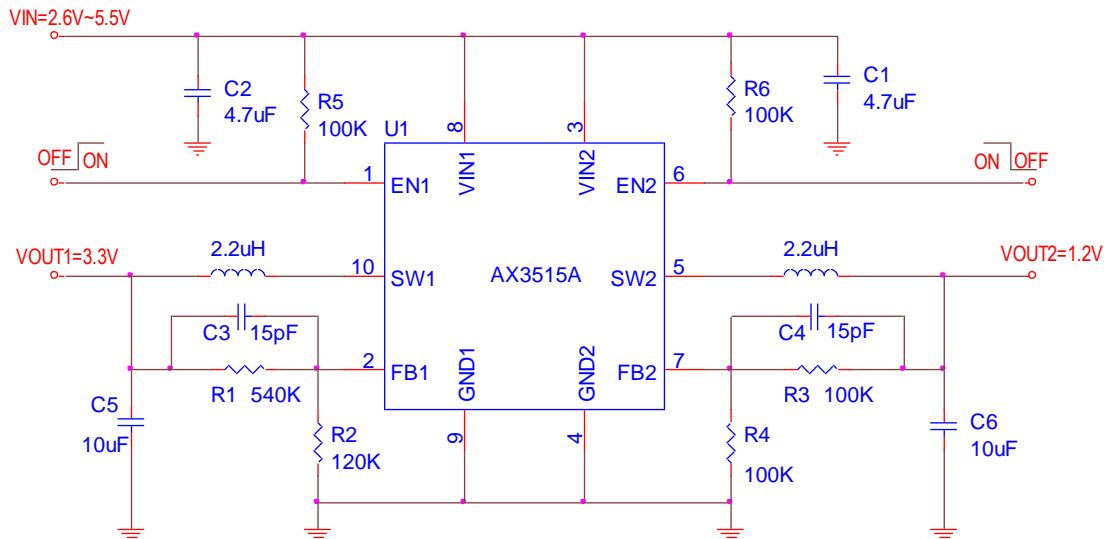 VIN=2.6V~5.5V
C2
4.7uF
R5
100K
U1
8
VIN1
3
VIN2
R6
100K
C1
4.7uF
OFF
ON
1
EN1
EN2
6
ON
OFF
VOUT1=3.3V
2.2uH
10
SW1
AX3515A
SW2
5
2.2uH
VOUT2=1.2V
C3
15pF
C4
15pF
2
FB1
GND1
GND2
FB2
7
R1
540K
R3
100K
C5
10uF
R2
120K
9
4
R4
100K
C6
10uF